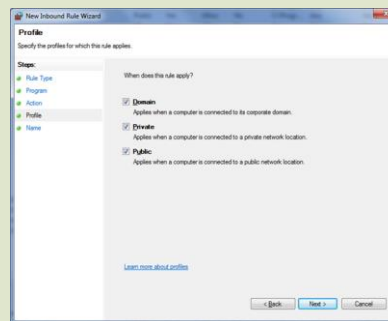 New Inbound Rule Wizard
Profile
Specify the profiles for which this rule applies.
Steps:
Rule Type
Program
Action
Profile
Name
When does this rule apply?
Domain
Applies when a computer is connected to its corporate domain.
Private
Applies when a computer is connected to a private network location.
Public
Applies when a computer is connected to a public network location.
Learn more about profiles
< Back
Next >
Cancel